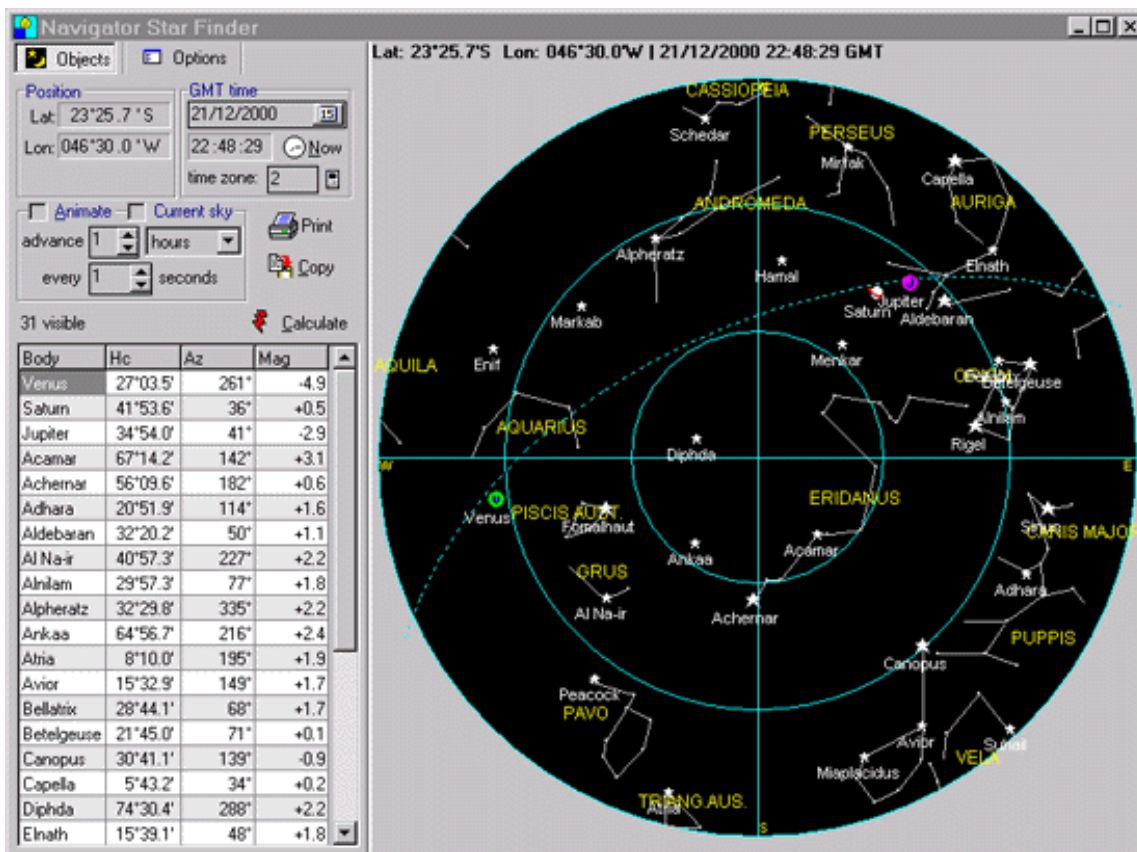 Navigator Star Finder
Objects Options
Position
Lat: 23°25.7 'S
Lon: 046°30.0 'W
GMT time
21/12/2000 15
22:48:29 Now
time zone: 2
Animate Current sky
advance 1 hours
every 1 seconds
Print
Copy
31 visible Calculate
Body Hc Az Mag
Venus 27°03.5' 261° -4.9
Saturn 41°53.6' 36° +0.5
Jupiter 34°54.0' 41° -2.9
Acamar 67°14.2' 142° +3.1
Achernar 56°09.6' 182° +0.6
Adhara 20°51.9' 114° +1.6
Aldebaran 32°20.2' 50° +1.1
Al Na-ir 40°57.3' 227° +2.2
Alnilam 29°57.3' 77° +1.8
Alpheratz 32°29.8' 335° +2.2
Ankaa 64°56.7' 216° +2.4
Atria 8°10.0' 195° +1.9
Avior 15°32.9' 149° +1.7
Bellatrix 28°44.1' 68° +1.7
Betelgeuse 21°45.0' 71° +0.1
Canopus 30°41.1' 139° -0.9
Capella 5°43.2' 34° +0.2
Diphda 74°30.4' 288° +2.2
Elnath 15°39.1' 48° +1.8
Lat: 23°25.7'S Lon: 046°30.0'W | 21/12/2000 22:48:29 GMT
CASSIOPEIA
Schedar
PERSEUS
Mirfak
Capella
AURIGA
ANDROMEDA
Alpheratz
Hamal
Elnath
Jupiter
Saturn
Aldebaran
Markab
Enif
Menkar
AQUILA
ORION
Betelgeuse
Alnilam
Rigel
AQUARIUS
Diphda
W
E
ERIDANUS
Venus
PISCIS AUST.
Fomalhaut
Sirius
CANIS MAJOR
Acamar
Ankaa
GRUS
Al Na-ir
Achernar
Adhara
PUPPIS
Canopus
Peacock
PAVO
Avior
Suhail
VELA
Miaplacidus
TRIANG.AUS.
Atria
S